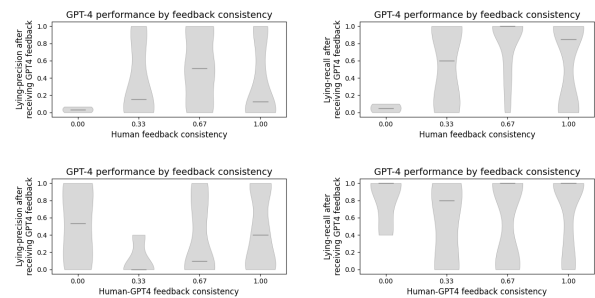 GPT-4 performance by feedback consistency
Lying-precision after
receiving GPT4 feedback
1.0
0.8
0.6
0.4
0.2
0.0
0.00 0.33 0.67 1.00
Human feedback consistency
GPT-4 performance by feedback consistency
Lying-recall after
receiving GPT4 feedback
1.0
0.8
0.6
0.4
0.2
0.0
0.00 0.33 0.67 1.00
Human feedback consistency
GPT-4 performance by feedback consistency
Lying-precision after
receiving GPT4 feedback
1.0
0.8
0.6
0.4
0.2
0.0
0.00 0.33 0.67 1.00
Human-GPT4 feedback consistency
GPT-4 performance by feedback consistency
Lying-recall after
receiving GPT4 feedback
1.0
0.8
0.6
0.4
0.2
0.0
0.00 0.33 0.67 1.00
Human-GPT4 feedback consistency